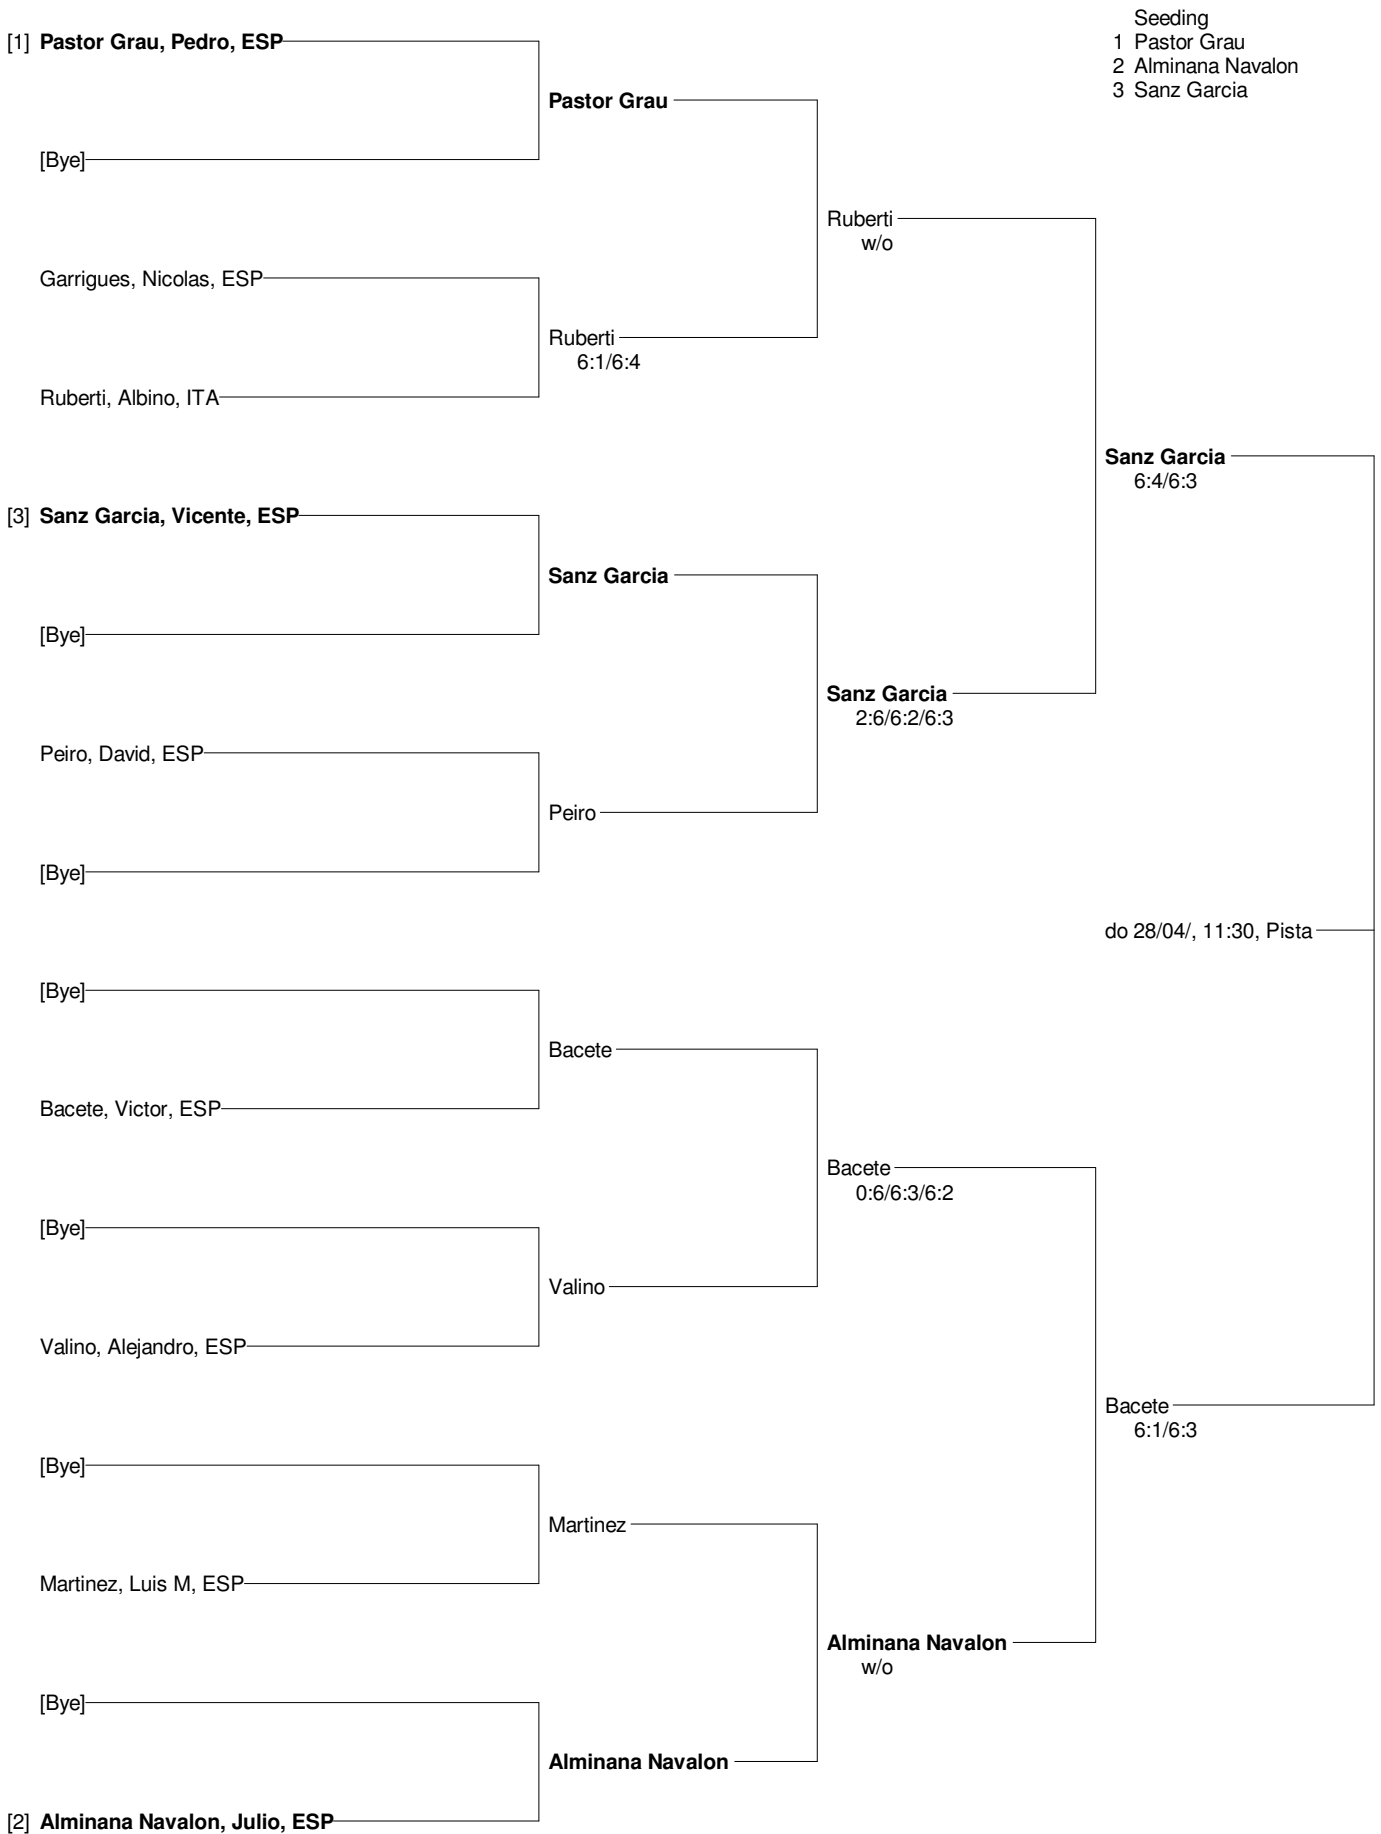 Seeding
1 Pastor Grau
2 Alminana Navalon
3 Sanz Garcia
[1] Pastor Grau, Pedro, ESP
Pastor Grau
[Bye]
Ruberti
w/o
Garrigues, Nicolas, ESP
Ruberti
6:1/6:4
Ruberti, Albino, ITA
Sanz Garcia
6:4/6:3
[3] Sanz Garcia, Vicente, ESP
Sanz Garcia
[Bye]
Sanz Garcia
2:6/6:2/6:3
Peiro, David, ESP
Peiro
[Bye]
do 28/04/, 11:30, Pista
[Bye]
Bacete
Bacete, Victor, ESP
Bacete
0:6/6:3/6:2
[Bye]
Valino
Valino, Alejandro, ESP
Bacete
6:1/6:3
[Bye]
Martinez
Martinez, Luis M, ESP
Alminana Navalon
w/o
[Bye]
Alminana Navalon
[2] Alminana Navalon, Julio, ESP